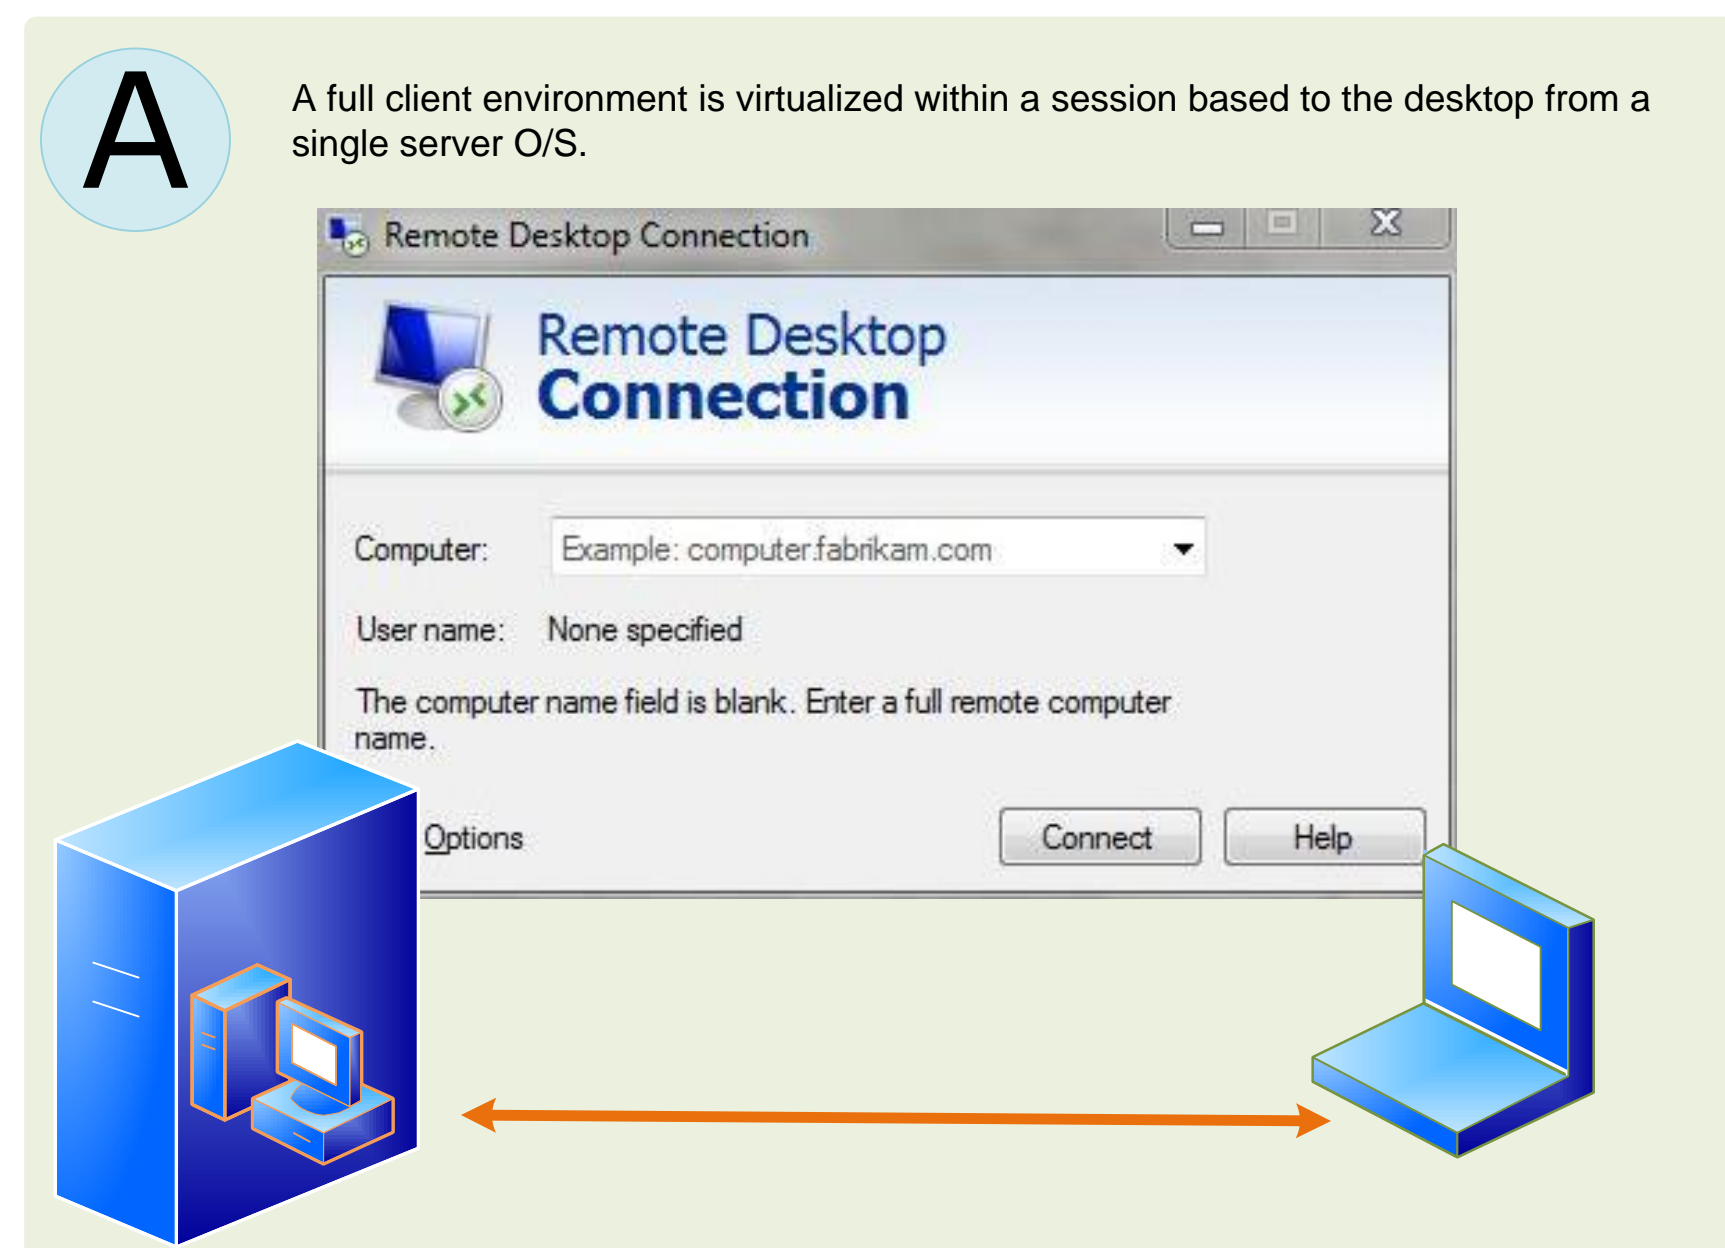 A
A full client environment is virtualized within a session based to the desktop from a
single server O/S.
Remote Desktop Connection
Remote Desktop
Connection
Computer:
Example: computer.fabrikam.com
User name:
None specified
The computer name field is blank. Enter a full remote computer
name.
Options
Connect
Help